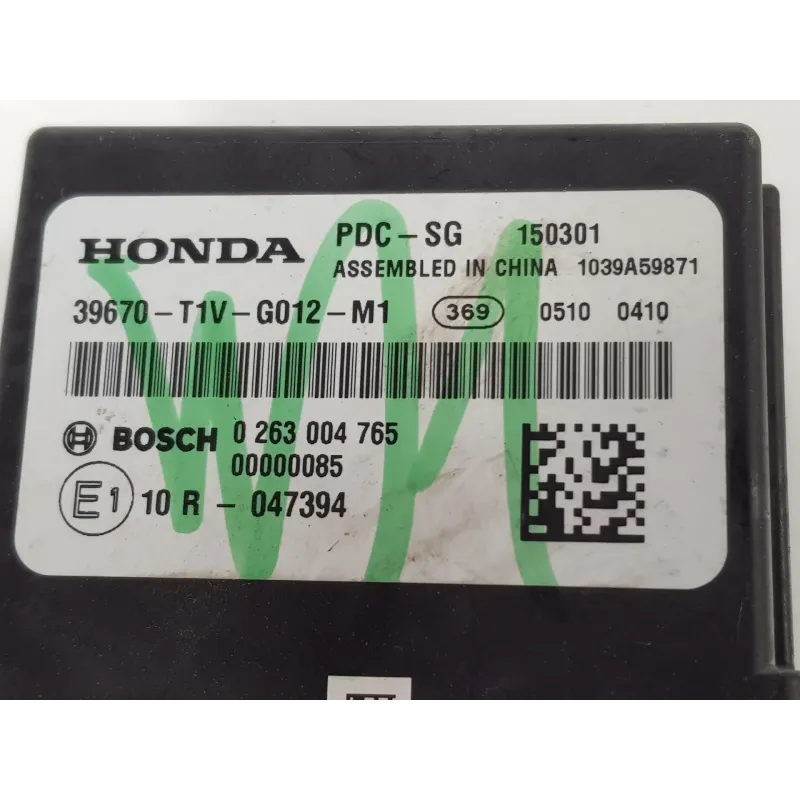 HONDA PDC-SG 150301
ASSEMBLED IN CHINA 1039A59871
39670-T1V-G012-M1 369 0510 0410
BOSCH 0 263 004 765
00000085
E1 10 R - 047394